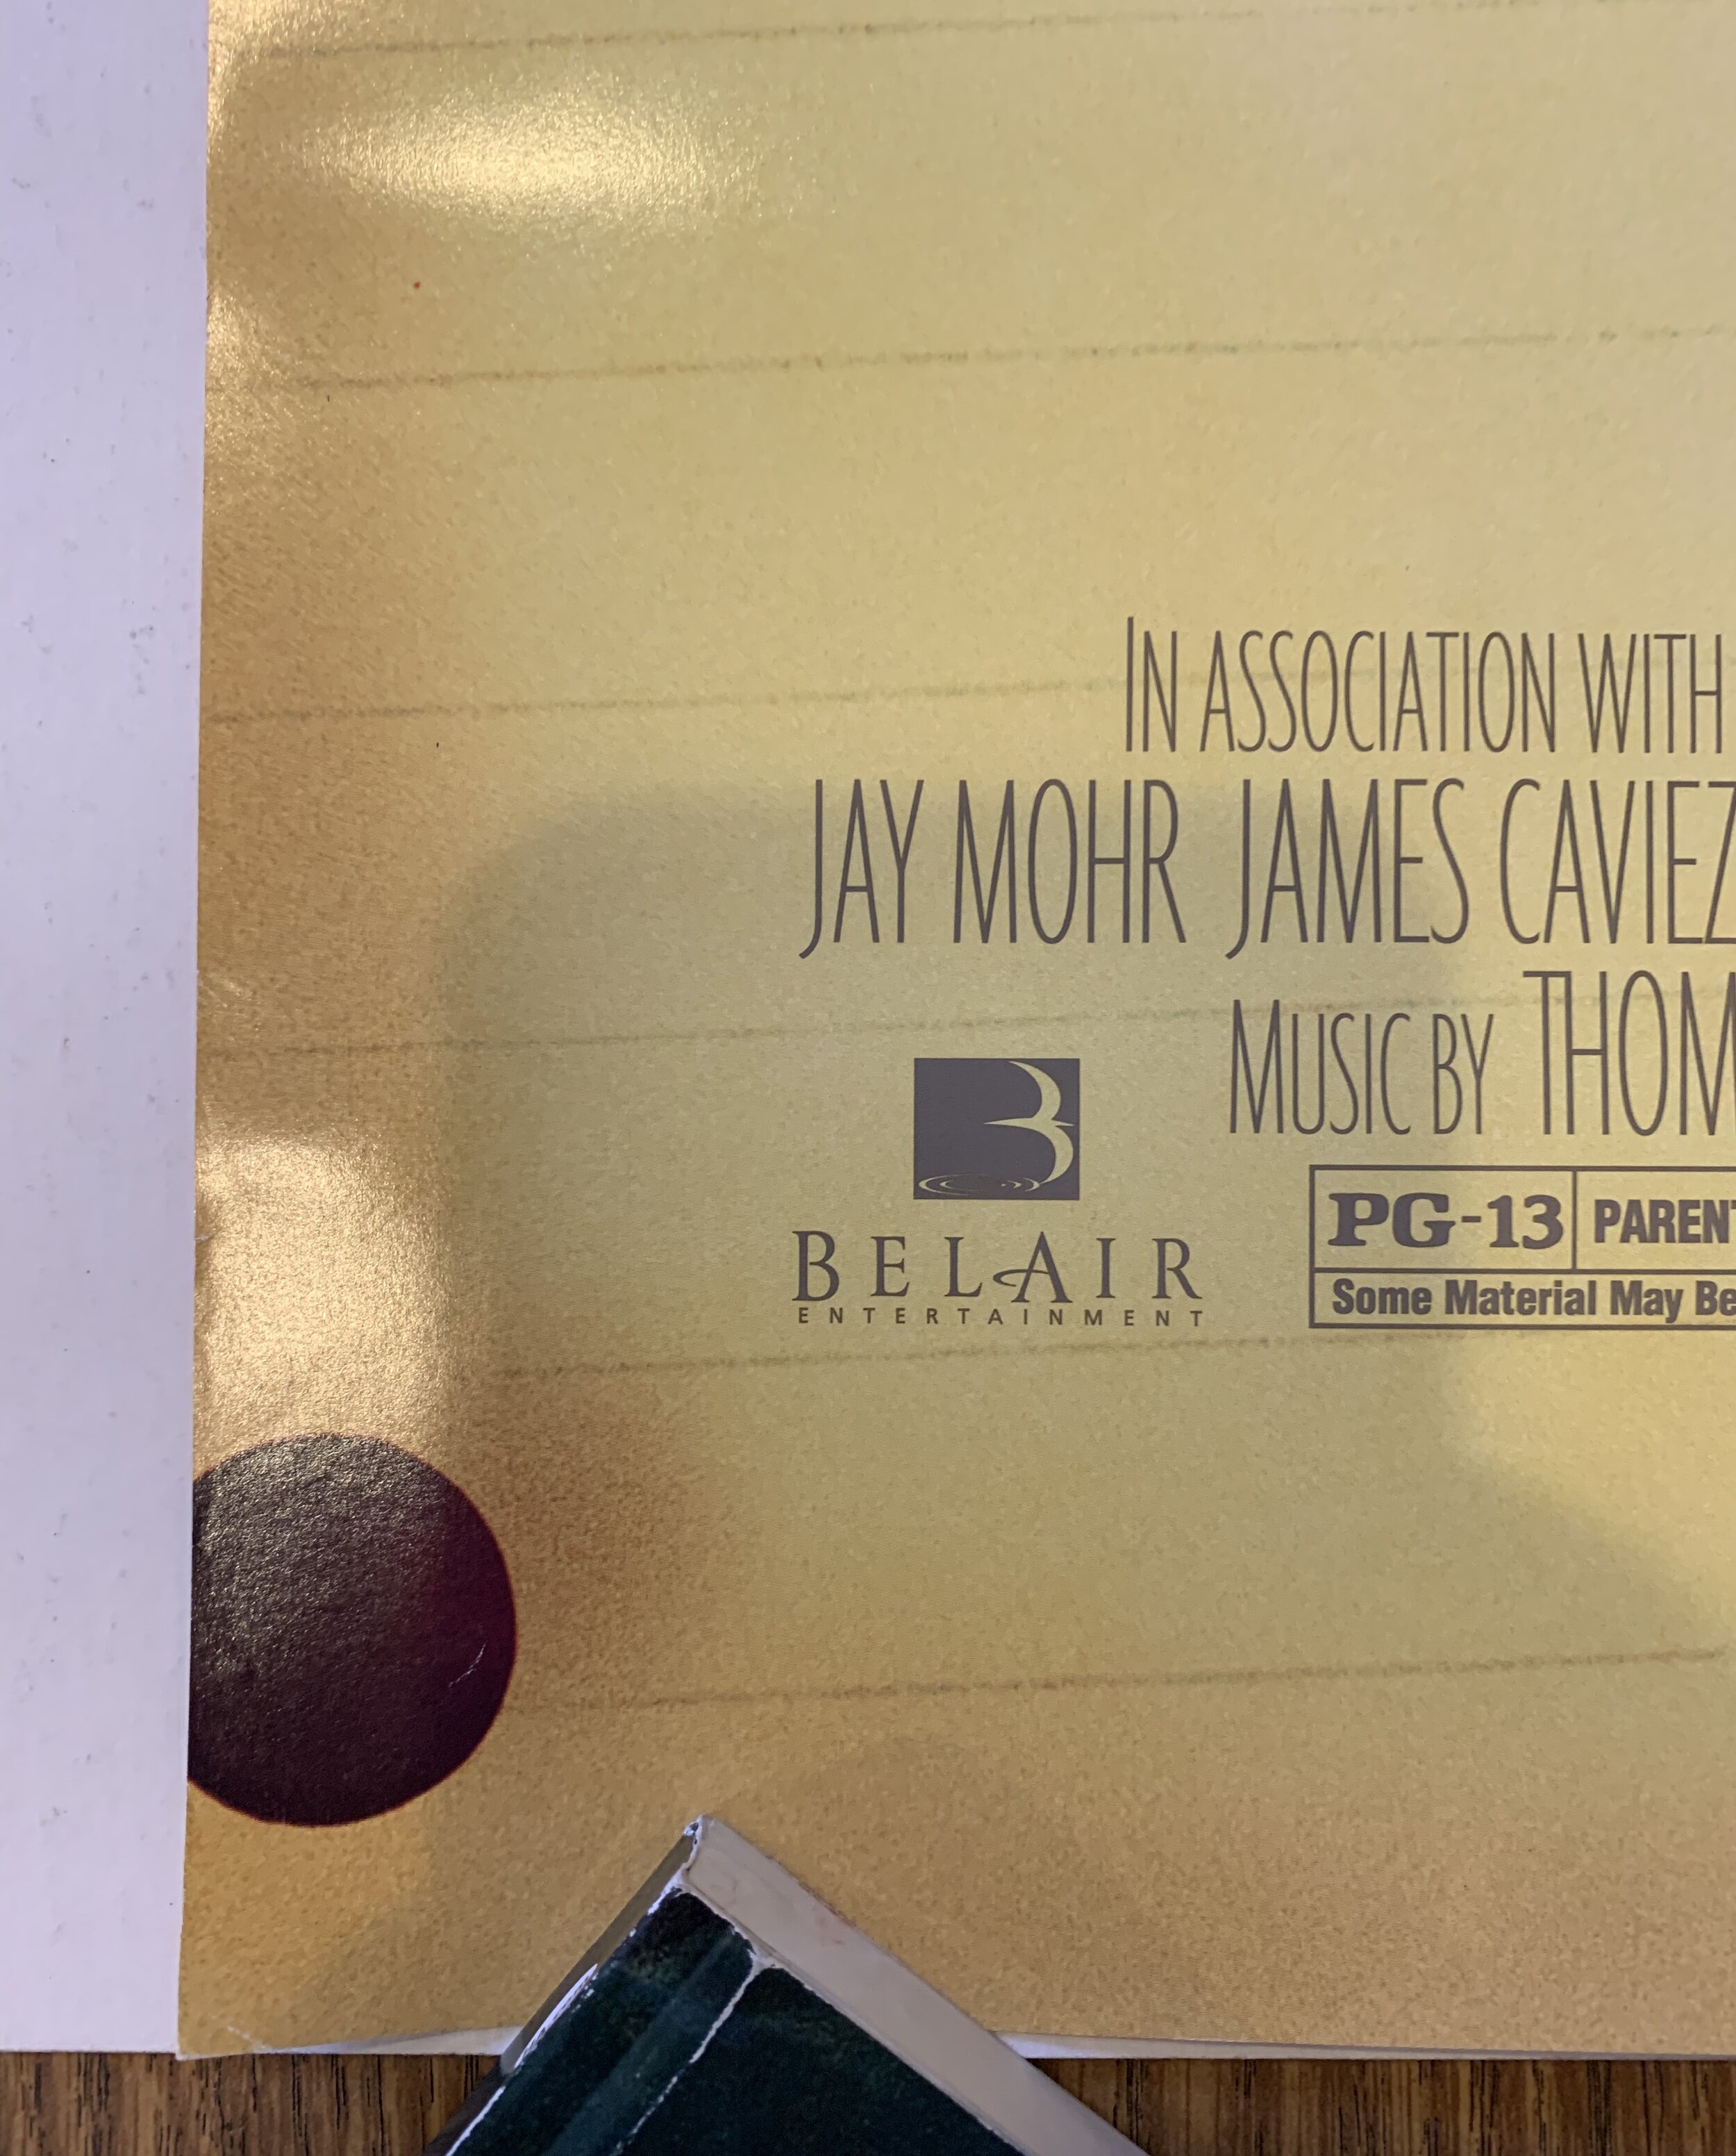 IN ASSOCIATION WITH
JAY MOHR JAMES CAVIEZ
MUSIC BY THOM
BELAIR
ENTERTAINMENT
PG-13 PARENT
Some Material May Be